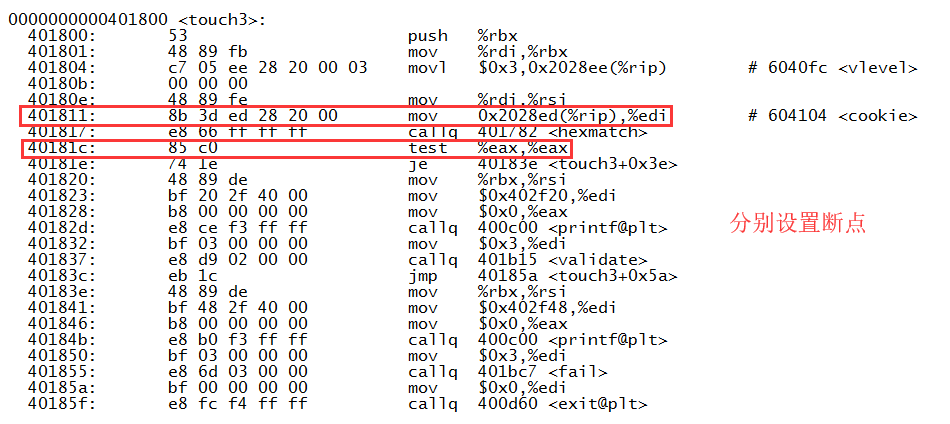 0000000000401800 <touch3>:
401800: 53 push %rbx
401801: 48 89 fb mov %rdi,%rbx
401804: c7 05 ee 28 20 00 03 movl $0x3,0x2028ee(%rip) # 6040fc <vlevel>
40180b: 00 00 00
40180e: 48 89 fe mov %rdi,%rsi
401811: 8b 3d ed 28 20 00 mov 0x2028ed(%rip),%edi # 604104 <cookie>
401817: e8 66 ff ff ff callq 401782 <hexmatch>
40181c: 85 c0 test %eax,%eax
40181e: 74 1e je 40183e <touch3+0x3e>
401820: 48 89 de mov %rbx,%rsi
401823: bf 20 2f 40 00 mov $0x402f20,%edi
401828: b8 00 00 00 00 mov $0x0,%eax
40182d: e8 ce f3 ff ff callq 400c00 <printf@plt>
401832: bf 03 00 00 00 mov $0x3,%edi
401837: e8 d9 02 00 00 callq 401b15 <validate>
40183c: eb 1c jmp 40185a <touch3+0x5a>
40183e: 48 89 de mov %rbx,%rsi
401841: bf 48 2f 40 00 mov $0x402f48,%edi
401846: b8 00 00 00 00 mov $0x0,%eax
40184b: e8 b0 f3 ff ff callq 400c00 <printf@plt>
401850: bf 03 00 00 00 mov $0x3,%edi
401855: e8 6d 03 00 00 callq 401bc7 <fail>
40185a: bf 00 00 00 00 mov $0x0,%edi
40185f: e8 fc f4 ff ff callq 400d60 <exit@plt>
分别设置断点